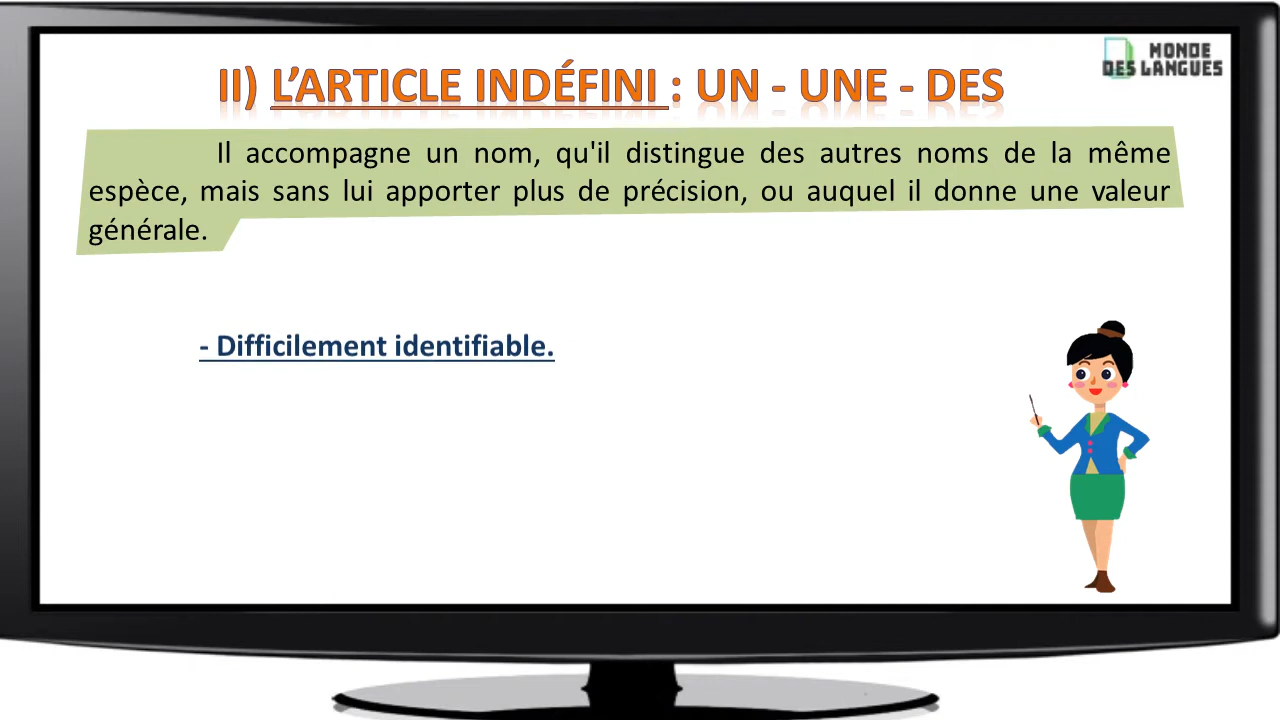 MONDE
DES LANGUES
II) L’ARTICLE INDÉFINI : UN - UNE - DES
Il accompagne un nom, qu'il distingue des autres noms de la même
espèce, mais sans lui apporter plus de précision, ou auquel il donne une valeur
générale.
- Difficilement identifiable.